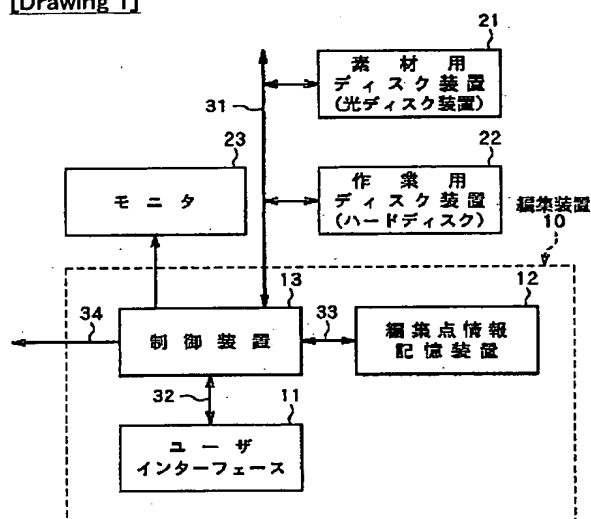 [Drawing 1]
21
素材用
ディスク装置
(光ディスク装置)
31
23
モニタ
22
作業用
ディスク装置
(ハードディスク)
編集装置
10
13
制御装置
34
33
12
編集点情報
記憶装置
32
11
ユーザ
インターフェース